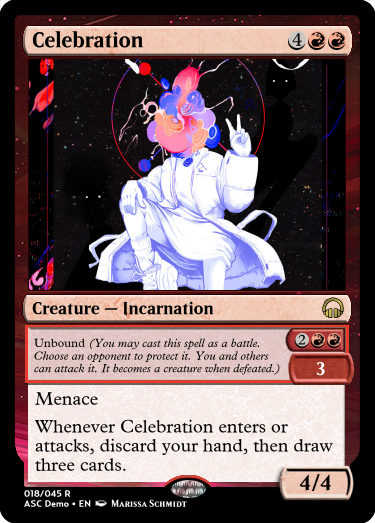 Celebration 4
Creature — Incarnation
Unbound (You may cast this spell as a battle. 2
Choose an opponent to protect it. You and others
can attack it. It becomes a creature when defeated.) 3
Menace
Whenever Celebration enters or
attacks, discard your hand, then draw
three cards.
4/4
018/045 R
ASC Demo • EN Marissa Schmidt